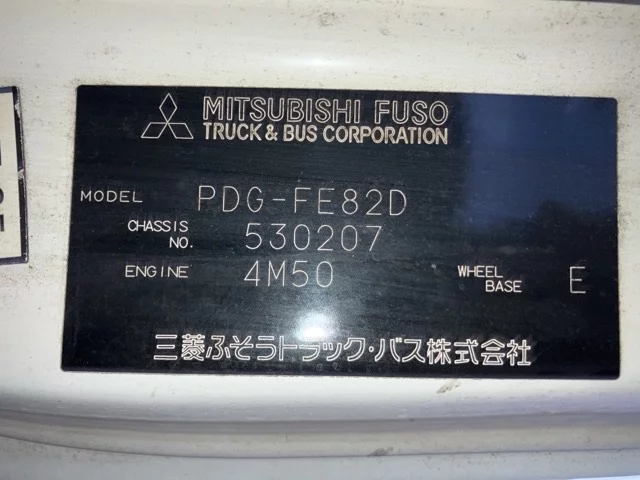 MITSUBISHI FUSO
TRUCK & BUS CORPORATION
MODEL PDG-FE82D
CHASSIS NO. 530207
ENGINE 4M50 WHEEL BASE E
三菱ふそうトラック・バス株式会社